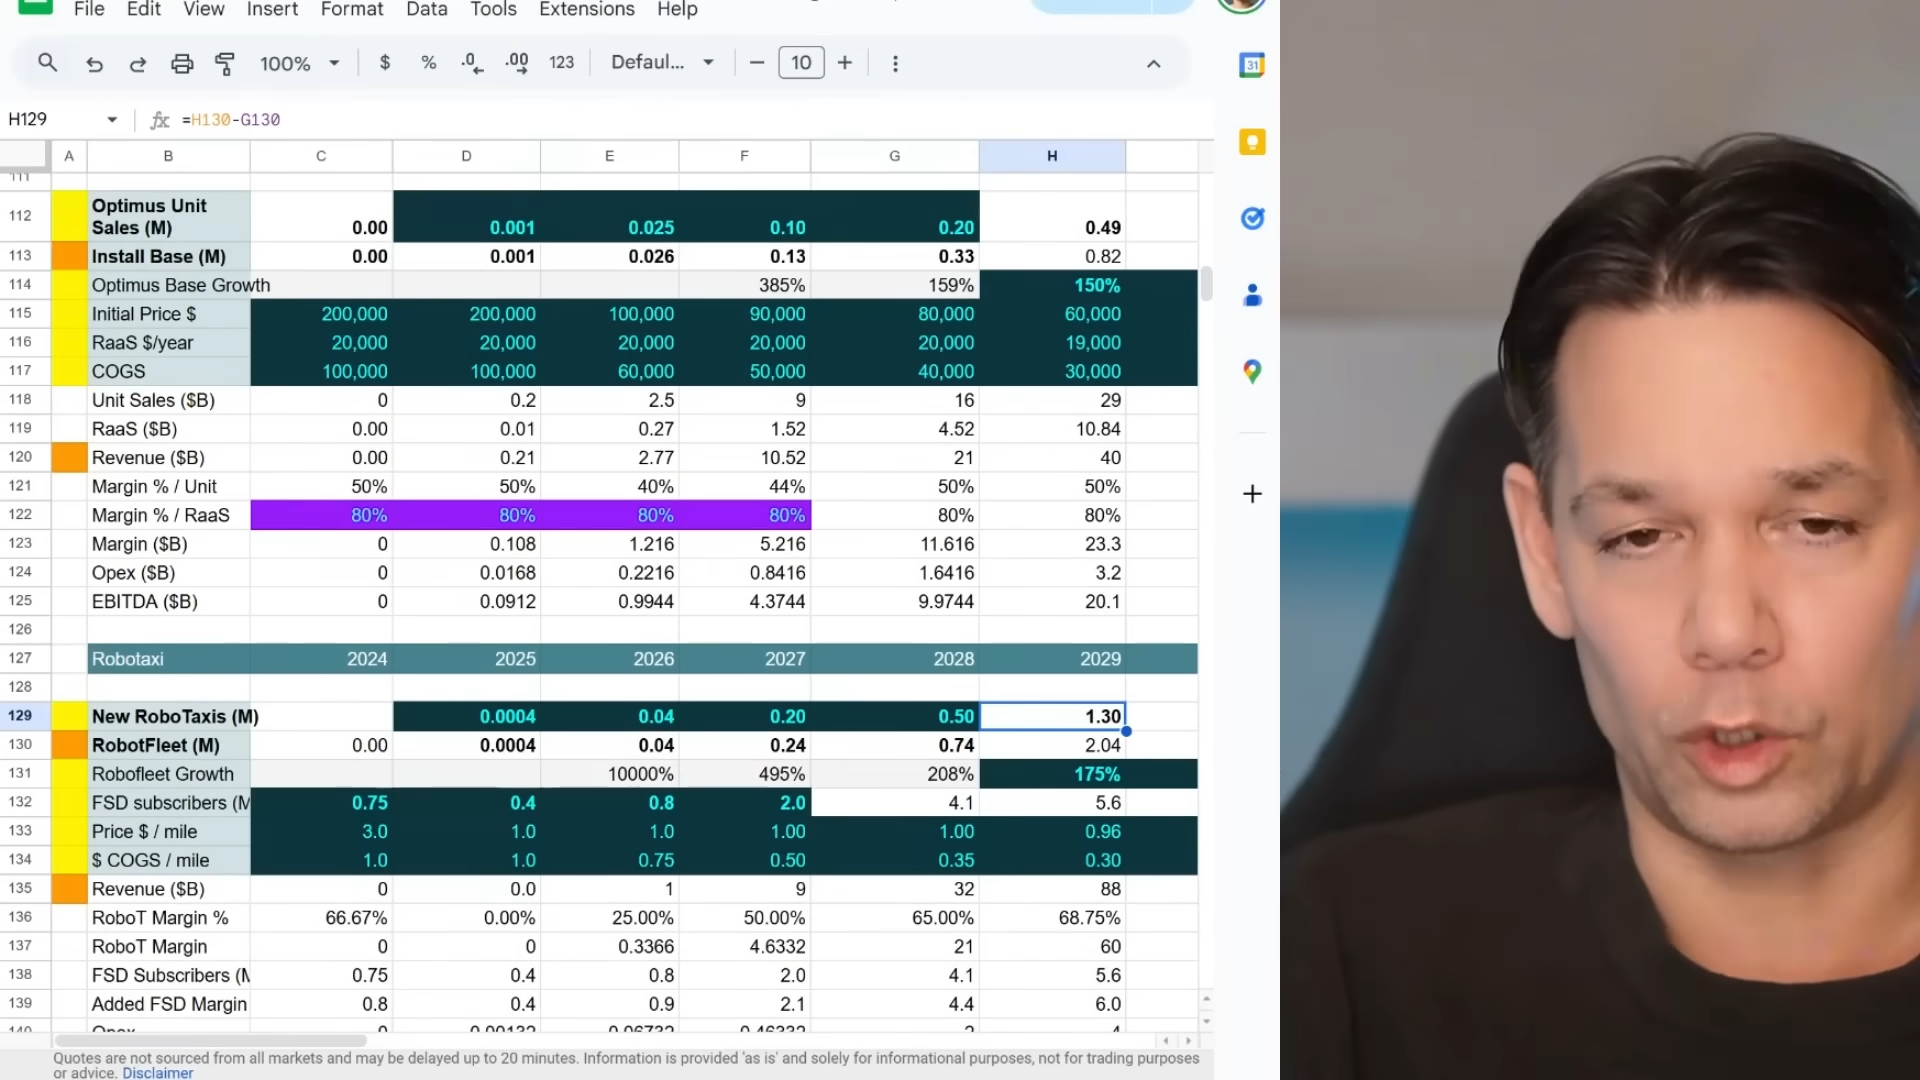 File Edit View Insert Format Data Tools Extensions Help
100% $ % .0 .00 123 Defaul... − 10 +
31
H129 fx =H130-G130
A B C D E F G H
111
112 Optimus Unit
Sales (M) 0.00 0.001 0.025 0.10 0.20 0.49
113 Install Base (M) 0.00 0.001 0.026 0.13 0.33 0.82
114 Optimus Base Growth 385% 159% 150%
115 Initial Price $ 200,000 200,000 100,000 90,000 80,000 60,000
116 RaaS $/year 20,000 20,000 20,000 20,000 20,000 19,000
117 COGS 100,000 100,000 60,000 50,000 40,000 30,000
118 Unit Sales ($B) 0 0.2 2.5 9 16 29
119 RaaS ($B) 0.00 0.01 0.27 1.52 4.52 10.84
120 Revenue ($B) 0.00 0.21 2.77 10.52 21 40
121 Margin % / Unit 50% 50% 40% 44% 50% 50%
122 Margin % / RaaS 80% 80% 80% 80% 80% 80%
123 Margin ($B) 0 0.108 1.216 5.216 11.616 23.3
124 Opex ($B) 0 0.0168 0.2216 0.8416 1.6416 3.2
125 EBITDA ($B) 0 0.0912 0.9944 4.3744 9.9744 20.1
126
127 Robotaxi 2024 2025 2026 2027 2028 2029
128
129 New RoboTaxis (M) 0.0004 0.04 0.20 0.50 1.30
130 RobotFleet (M) 0.00 0.0004 0.04 0.24 0.74 2.04
131 Robofleet Growth 10000% 495% 208% 175%
132 FSD subscribers (M 0.75 0.4 0.8 2.0 4.1 5.6
133 Price $ / mile 3.0 1.0 1.0 1.00 1.00 0.96
134 $ COGS / mile 1.0 1.0 0.75 0.50 0.35 0.30
135 Revenue ($B) 0 0.0 1 9 32 88
136 RoboT Margin % 66.67% 0.00% 25.00% 50.00% 65.00% 68.75%
137 RoboT Margin 0 0 0.3366 4.6332 21 60
138 FSD Subscribers (M 0.75 0.4 0.8 2.0 4.1 5.6
139 Added FSD Margin 0.8 0.4 0.9 2.1 4.4 6.0
140 Opex 0 0.00132 0.06732 0.46332 2 4
Quotes are not sourced from all markets and may be delayed up to 20 minutes. Information is provided 'as is' and solely for informational purposes, not for trading purposes
or advice. Disclaimer